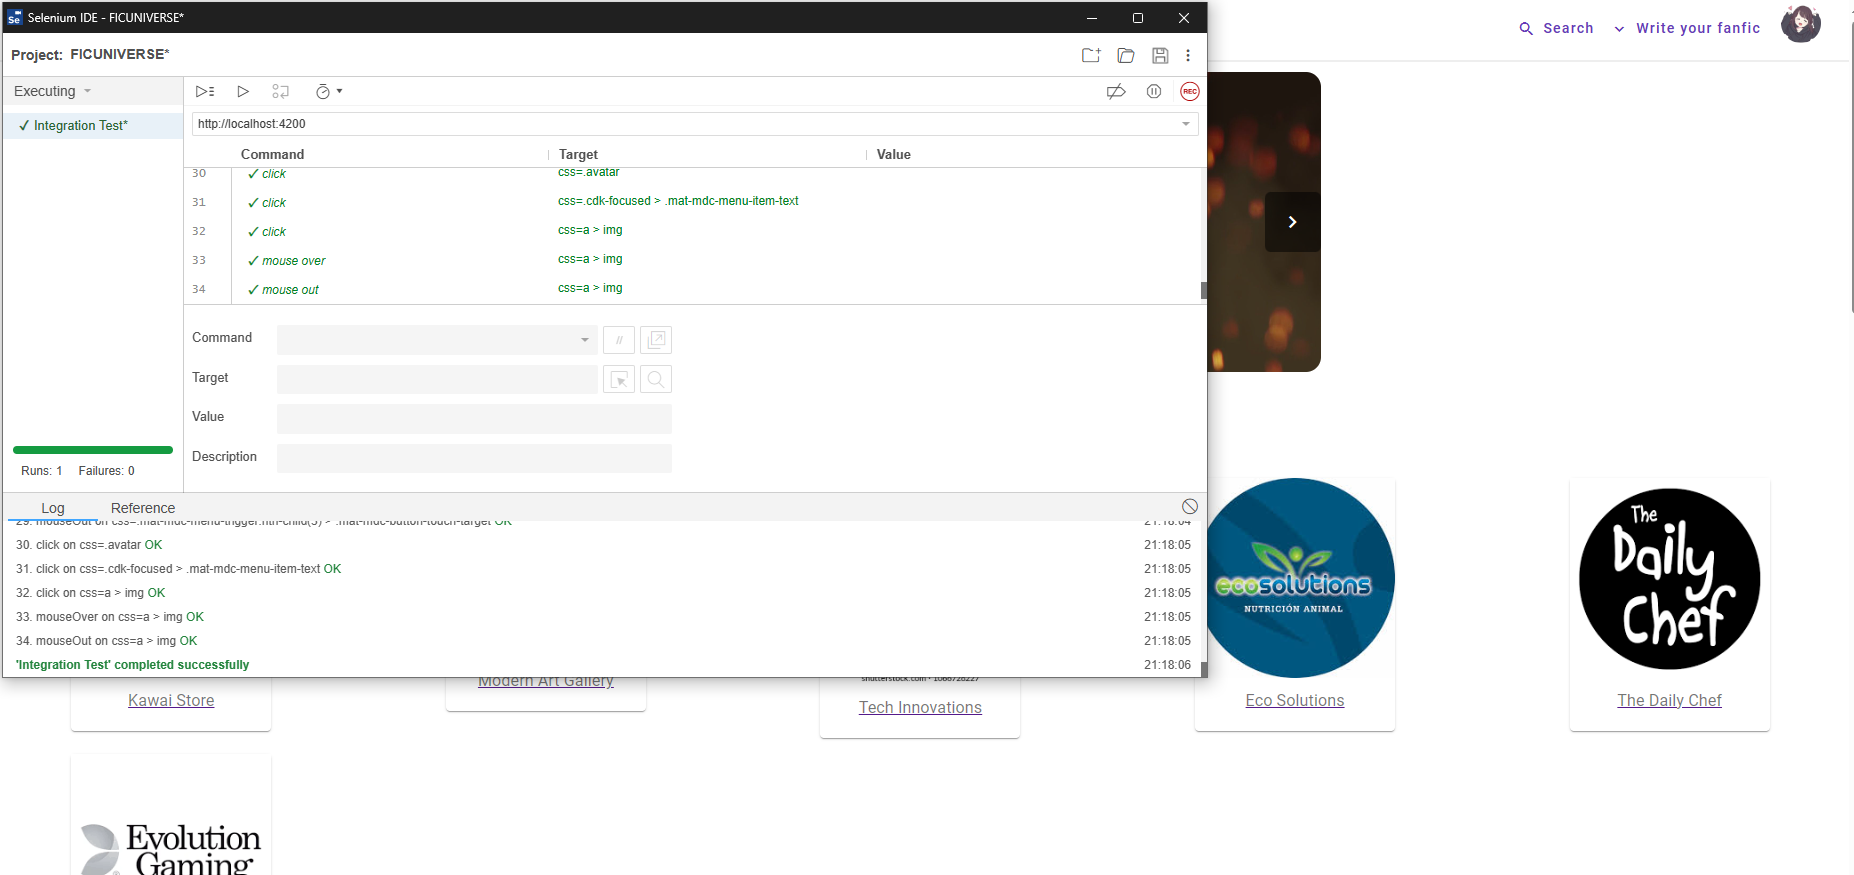 Selenium IDE - FICUNIVERSE*
Search
Write your fanfic
Project: FICUNIVERSE*
Executing
REC
✓ Integration Test*
http://localhost:4200
Command Target Value
30 ✓ click css=.avatar
31 ✓ click css=.cdk-focused > .mat-mdc-menu-item-text
32 ✓ click css=a > img
33 ✓ mouse over css=a > img
34 ✓ mouse out css=a > img
Command
//
Target
Value
Description
Runs: 1 Failures: 0
Log Reference
29. mouseOut on css=.mat-mdc-menu-trigger:nth-child(5) > .mat-mdc-button-touch-target OK 21:18:04
30. click on css=.avatar OK 21:18:05
31. click on css=.cdk-focused > .mat-mdc-menu-item-text OK 21:18:05
32. click on css=a > img OK 21:18:05
33. mouseOver on css=a > img OK 21:18:05
34. mouseOut on css=a > img OK 21:18:05
'Integration Test' completed successfully 21:18:06
ecosolutions
NUTRICIÓN ANIMAL
The
Daily
Chef
Kawai Store
Modern Art Gallery
shutterstock.com • 1066728227
Tech Innovations
Eco Solutions
The Daily Chef
Evolution
Gaming